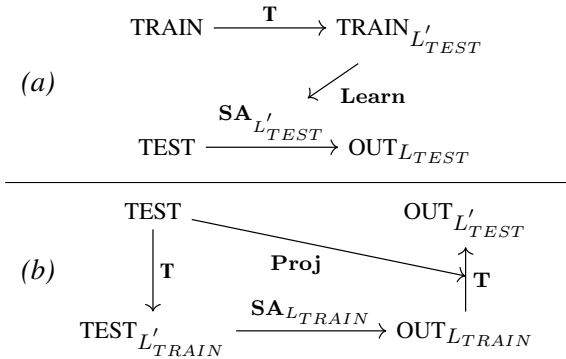 T
TRAIN TRAIN_{L'_{TEST}}
(a)
Learn
SA_{L'_{TEST}}
TEST OUT_{L_{TEST}}
TEST OUT_{L'_{TEST}}
(b)
Proj
T T
SA_{L_{TRAIN}}
TEST_{L'_{TRAIN}} OUT_{L_{TRAIN}}